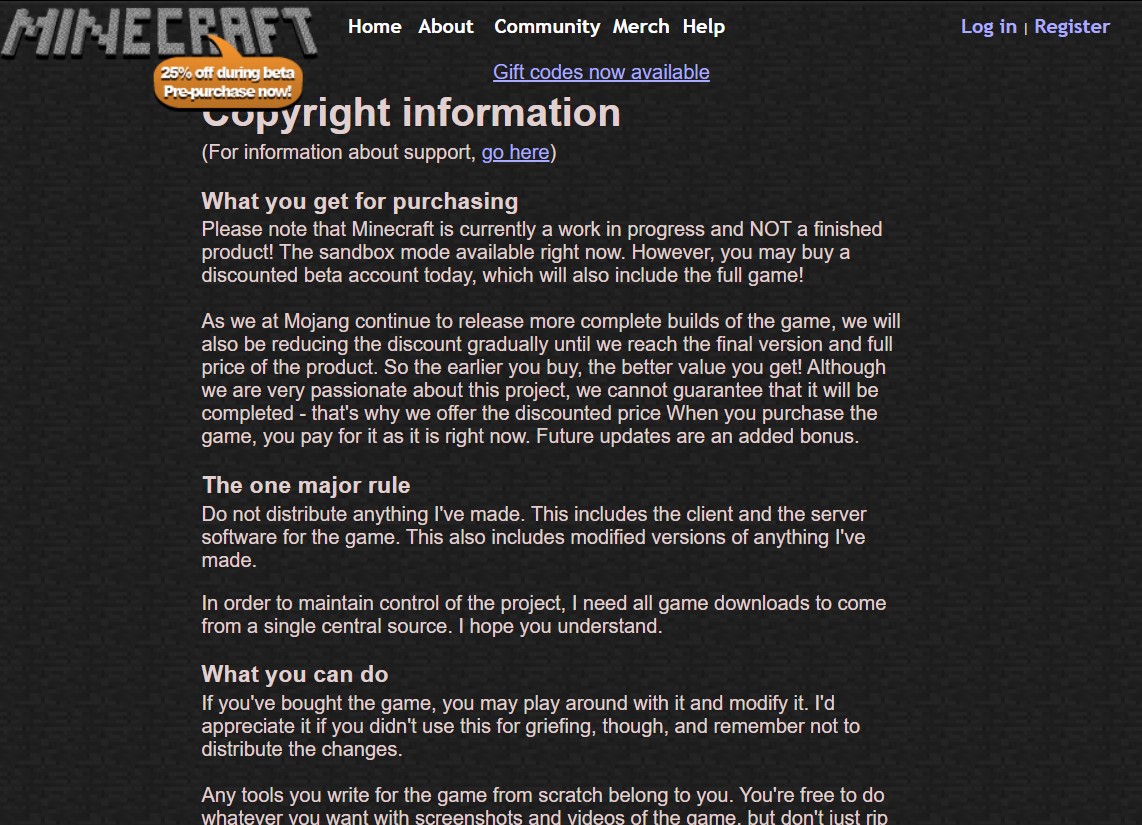 MINECRAFT
Home About Community Merch Help
Log in | Register
25% off during beta
Pre-purchase now!
Gift codes now available
Copyright information
(For information about support, go here)
What you get for purchasing
Please note that Minecraft is currently a work in progress and NOT a finished
product! The sandbox mode available right now. However, you may buy a
discounted beta account today, which will also include the full game!
As we at Mojang continue to release more complete builds of the game, we will
also be reducing the discount gradually until we reach the final version and full
price of the product. So the earlier you buy, the better value you get! Although
we are very passionate about this project, we cannot guarantee that it will be
completed - that's why we offer the discounted price When you purchase the
game, you pay for it as it is right now. Future updates are an added bonus.
The one major rule
Do not distribute anything I've made. This includes the client and the server
software for the game. This also includes modified versions of anything I've
made.
In order to maintain control of the project, I need all game downloads to come
from a single central source. I hope you understand.
What you can do
If you've bought the game, you may play around with it and modify it. I'd
appreciate it if you didn't use this for griefing, though, and remember not to
distribute the changes.
Any tools you write for the game from scratch belong to you. You're free to do
whatever you want with screenshots and videos of the game, but don't just rip